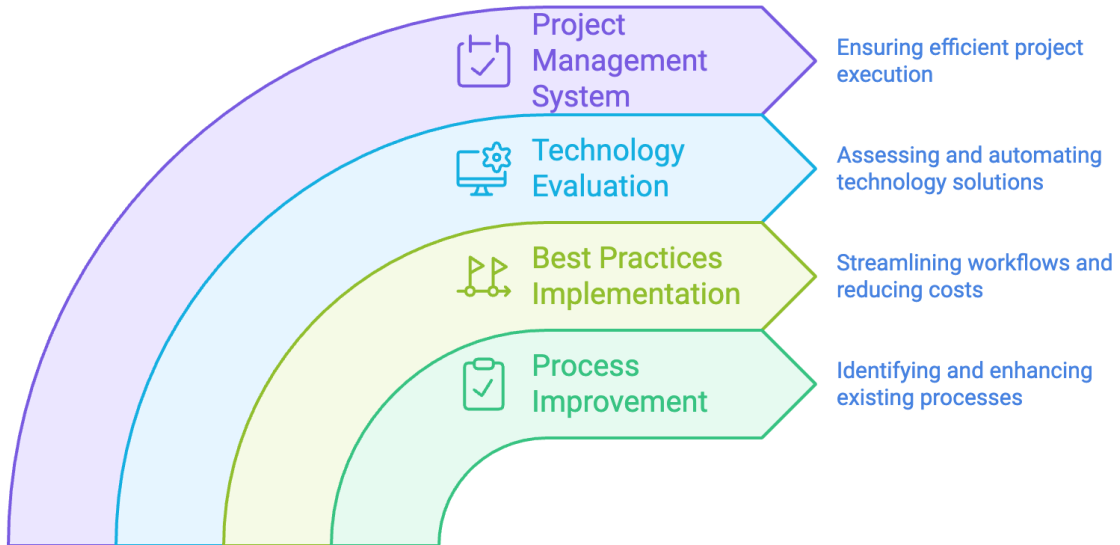 Project
Management
System
Ensuring efficient project
execution
Technology
Evaluation
Assessing and automating
technology solutions
Best Practices
Implementation
Streamlining workflows and
reducing costs
Process
Improvement
Identifying and enhancing
existing processes